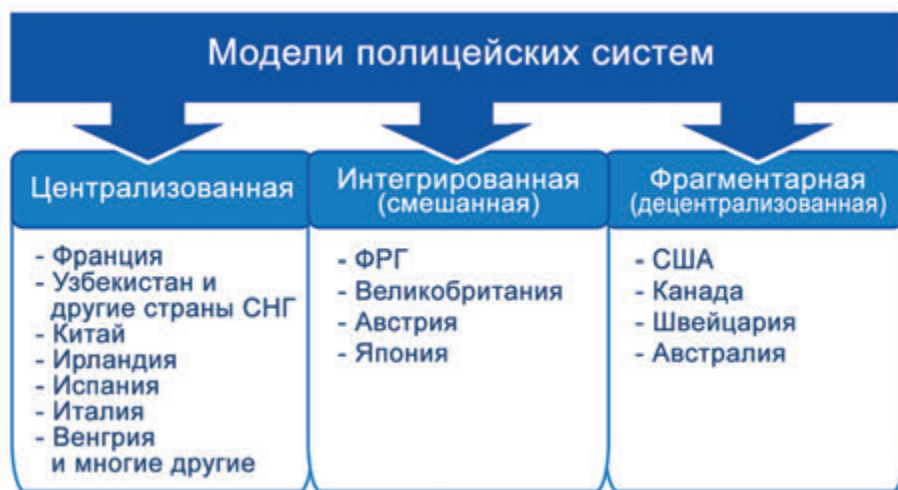 Модели полицейских систем
Централизованная
- Франция
- Узбекистан и
другие страны СНГ
- Китай
- Ирландия
- Испания
- Италия
- Венгрия
и многие другие
Интегрированная
(смешанная)
- ФРГ
- Великобритания
- Австрия
- Япония
Фрагментарная
(децентрализованная)
- США
- Канада
- Швейцария
- Австралия